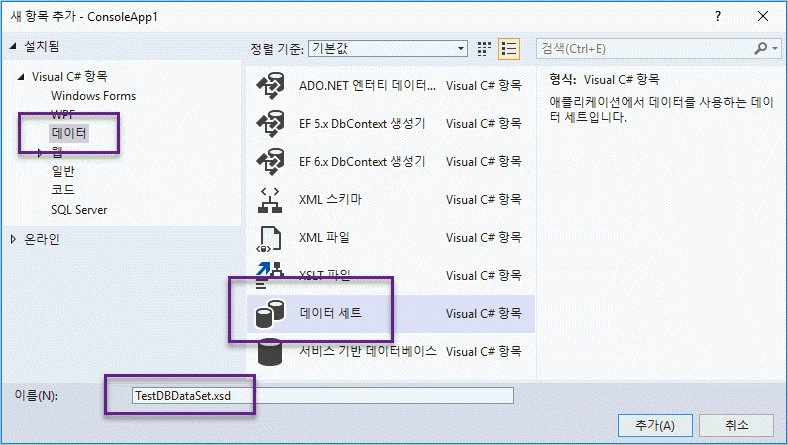 새 항목 추가 - ConsoleApp1
설치됨
정렬 기준: 기본값
검색(Ctrl+E)
Visual C# 항목
Windows Forms
WPF
데이터
웹
일반
코드
SQL Server
온라인
ADO.NET 엔터티 데이터... Visual C# 항목
EF 5.x DbContext 생성기 Visual C# 항목
EF 6.x DbContext 생성기 Visual C# 항목
XML 스키마 Visual C# 항목
XML 파일 Visual C# 항목
XSLT 파일 Visual C# 항목
데이터 세트 Visual C# 항목
서비스 기반 데이터베이스 Visual C# 항목
형식: Visual C# 항목
애플리케이션에서 데이터를 사용하는 데이
터 세트입니다.
이름(N): TestDBDataSet.xsd
추가(A) 취소